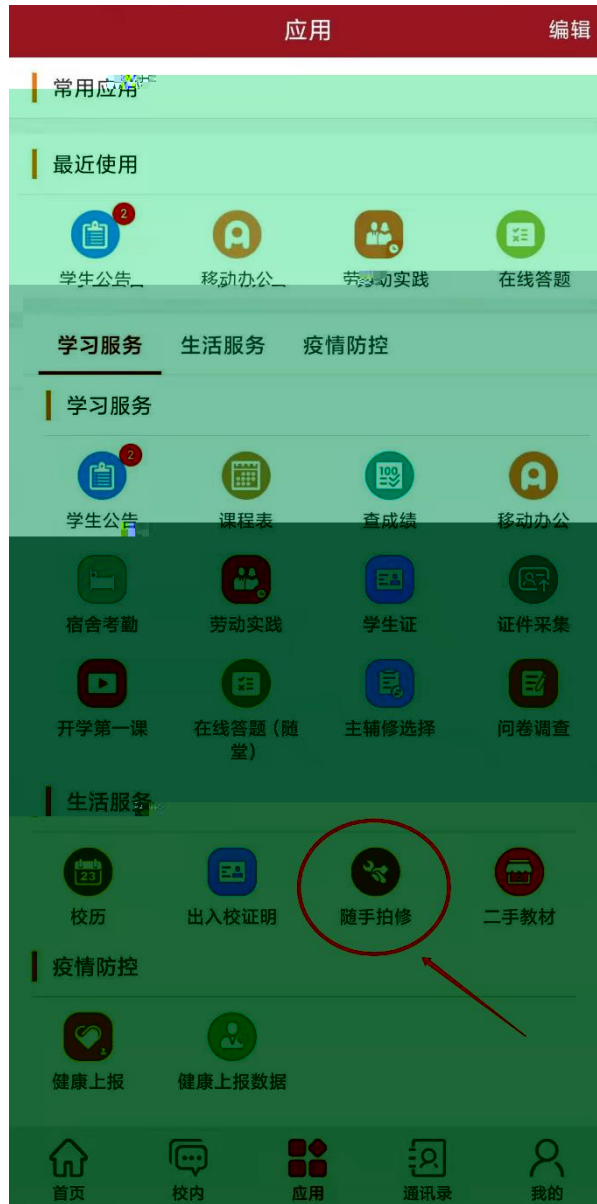 应用 编辑
常用应用
最近使用
2
学生公告 移动办公 劳动实践 在线答题
学习服务 生活服务 疫情防控
学习服务
2
100
学生公告 课程表 查成绩 移动办公
宿舍考勤 劳动实践 学生证 证件采集
开学第一课 在线答题（随堂） 主辅修选择 问卷调查
生活服务
23
校历 出入校证明 随手拍修 二手教材
疫情防控
健康上报 健康上报数据
首页 校内 应用 通讯录 我的